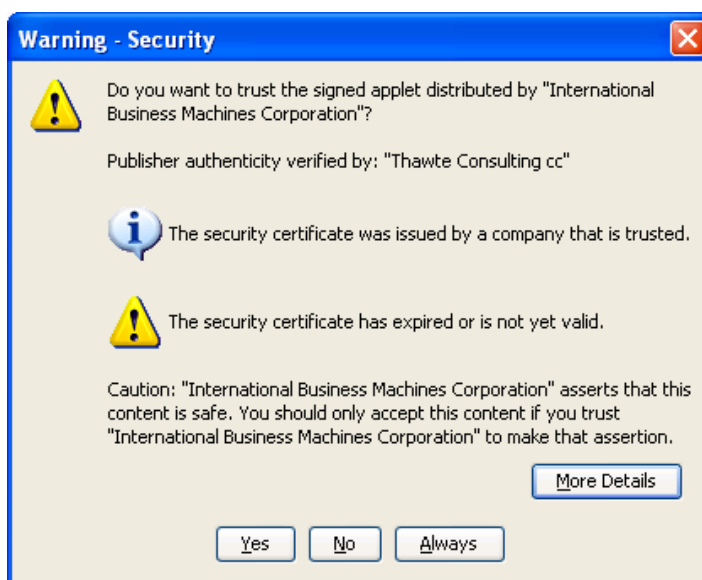 Warning - Security
Do you want to trust the signed applet distributed by "International
Business Machines Corporation"?
Publisher authenticity verified by: "Thawte Consulting cc"
The security certificate was issued by a company that is trusted.
The security certificate has expired or is not yet valid.
Caution: "International Business Machines Corporation" asserts that this
content is safe. You should only accept this content if you trust
"International Business Machines Corporation" to make that assertion.
More Details
Yes No Always